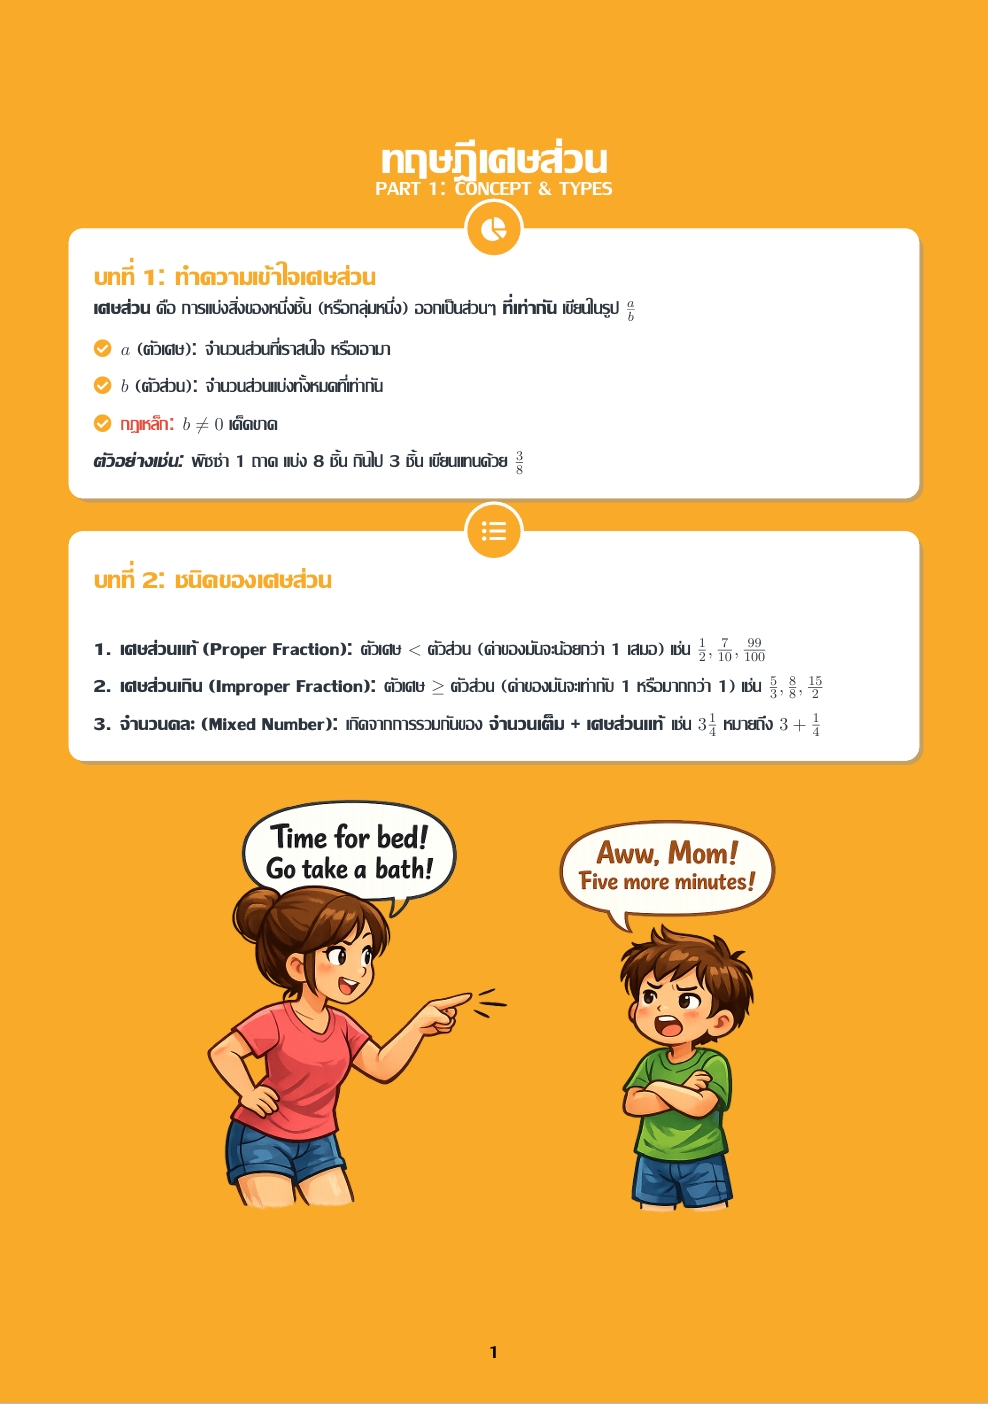 ทฤษฎีเศษส่วน
PART 1: CONCEPT & TYPES
บทที่ 1: ทำความเข้าใจเศษส่วน
เศษส่วน คือ การแบ่งสิ่งของหนึ่งชิ้น (หรือกลุ่มหนึ่ง) ออกเป็นส่วนๆ ที่เท่ากัน เขียนในรูป a/b
a (ตัวเศษ): จำนวนส่วนที่เราสนใจ หรือเอามา
b (ตัวส่วน): จำนวนส่วนแบ่งทั้งหมดที่เท่ากัน
กฎเหล็ก: b ≠ 0 เด็ดขาด
ตัวอย่างเช่น: พิซซ่า 1 ถาด แบ่ง 8 ชิ้น กินไป 3 ชิ้น เขียนแทนด้วย 3/8
บทที่ 2: ชนิดของเศษส่วน
1. เศษส่วนแท้ (Proper Fraction): ตัวเศษ < ตัวส่วน (ค่าของมันจะน้อยกว่า 1 เสมอ) เช่น 1/2, 7/10, 99/100
2. เศษส่วนเกิน (Improper Fraction): ตัวเศษ ≥ ตัวส่วน (ค่าของมันจะเท่ากับ 1 หรือมากกว่า 1) เช่น 5/3, 8/8, 15/2
3. จำนวนคละ (Mixed Number): เกิดจากการรวมกันของ จำนวนเต็ม + เศษส่วนแท้ เช่น 3 1/4 หมายถึง 3 + 1/4
Time for bed!
Go take a bath!
Aww, Mom!
Five more minutes!
1